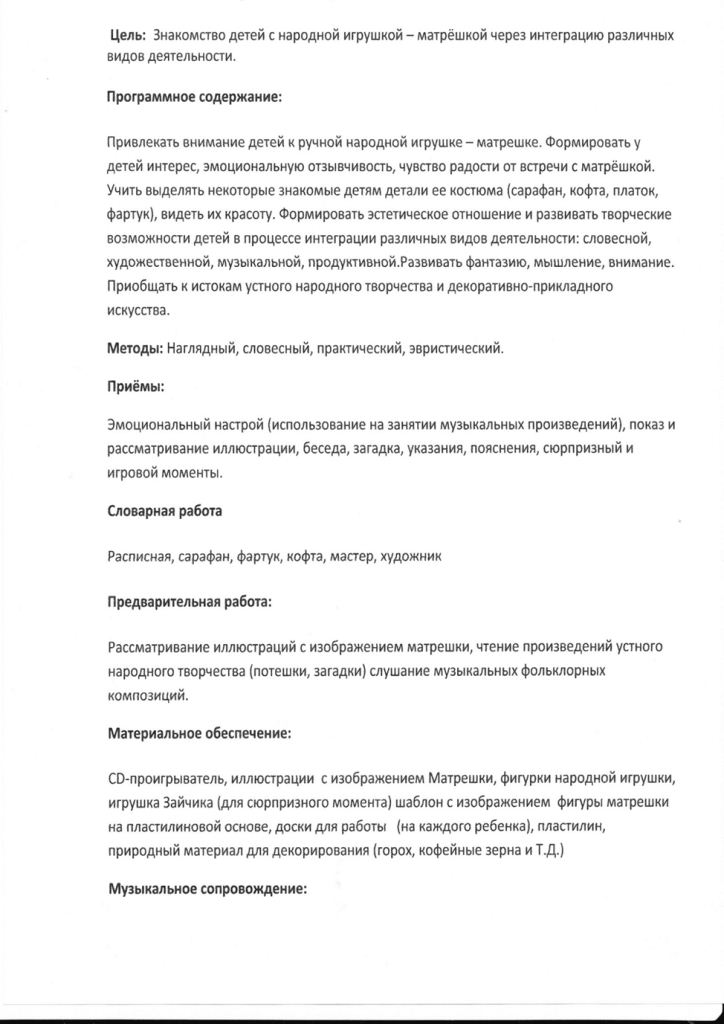 Цель: Знакомство детей с народной игрушкой – матрёшкой через интеграцию различных
видов деятельности.
Программное содержание:
Привлекать внимание детей к ручной народной игрушке – матрешке. Формировать у
детей интерес, эмоциональную отзывчивость, чувство радости от встречи с матрёшкой.
Учить выделять некоторые знакомые детям детали ее костюма (сарафан, кофта, платок,
фартук), видеть их красоту. Формировать эстетическое отношение и развивать творческие
возможности детей в процессе интеграции различных видов деятельности: словесной,
художественной, музыкальной, продуктивной.Развивать фантазию, мышление, внимание.
Приобщать к истокам устного народного творчества и декоративно-прикладного
искусства.
Методы: Наглядный, словесный, практический, эвристический.
Приёмы:
Эмоциональный настрой (использование на занятии музыкальных произведений), показ и
рассматривание иллюстрации, беседа, загадка, указания, пояснения, сюрпризный и
игровой моменты.
Словарная работа
Расписная, сарафан, фартук, кофта, мастер, художник
Предварительная работа:
Рассматривание иллюстраций с изображением матрешки, чтение произведений устного
народного творчества (потешки, загадки) слушание музыкальных фольклорных
композиций.
Материальное обеспечение:
CD-проигрыватель, иллюстрации с изображением Матрешки, фигурки народной игрушки,
игрушка Зайчика (для сюрпризного момента) шаблон с изображением фигуры матрешки
на пластилиновой основе, доски для работы (на каждого ребенка), пластилин,
природный материал для декорирования (горох, кофейные зерна и Т.Д.)
Музыкальное сопровождение: